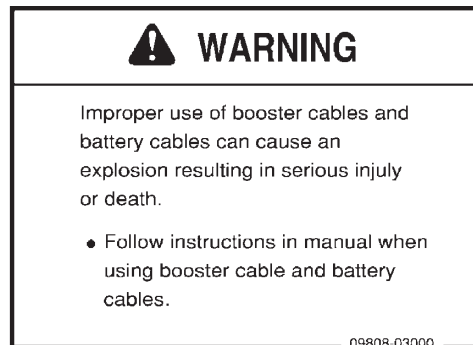 WARNING
Improper use of booster cables and
battery cables can cause an
explosion resulting in serious injuly
or death.
• Follow instructions in manual when
using booster cable and battery
cables.
09808-03000